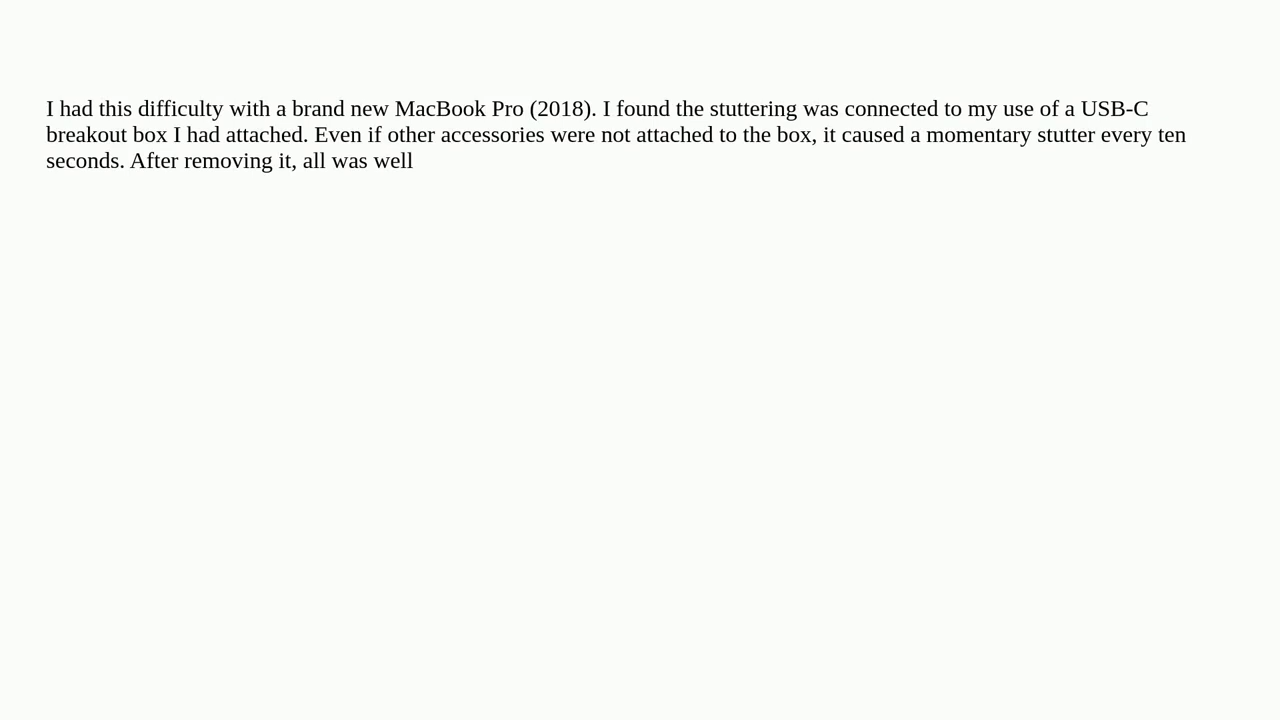 I had this difficulty with a brand new MacBook Pro (2018). I found the stuttering was connected to my use of a USB-C
breakout box I had attached. Even if other accessories were not attached to the box, it caused a momentary stutter every ten
seconds. After removing it, all was well